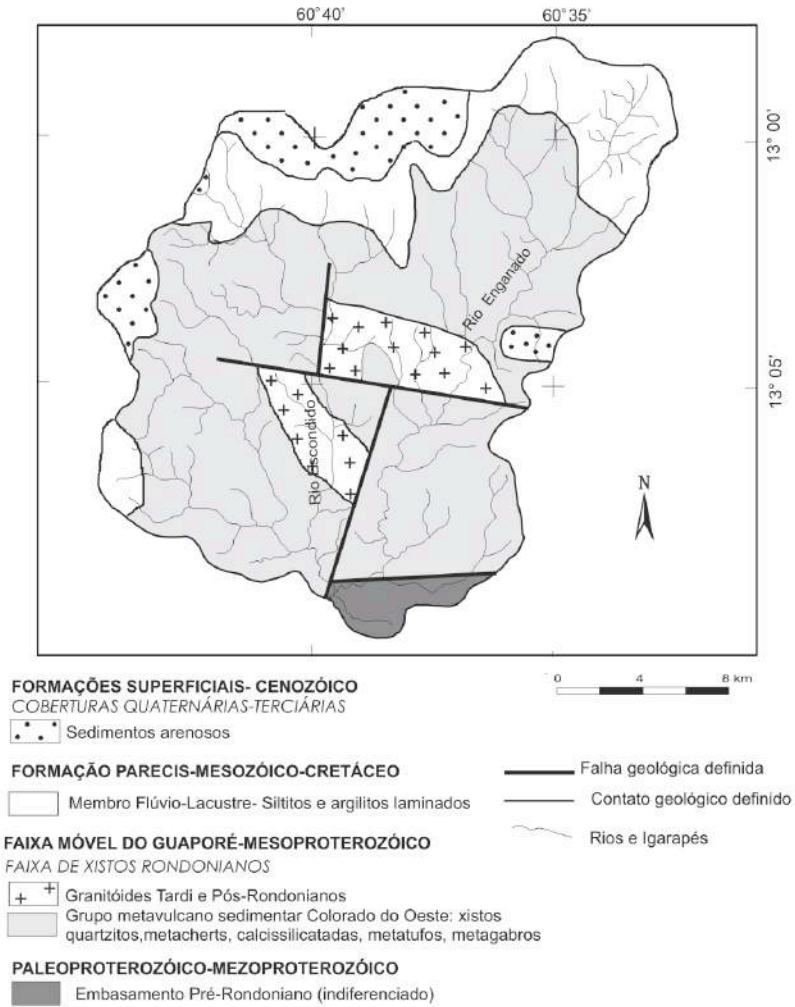 60° 40'
60° 35'
13° 00'
Rio Enganado
13° 05'
Rio Escondido
N
FORMAÇÕES SUPERFICIAIS- CENOZÓICO
COBERTURAS QUATERNÁRIAS-TERCIÁRIAS
Sedimentos arenosos
0 4 8 km
FORMAÇÃO PARECIS-MESOZÓICO-CRETÁCEO
Membro Flúvio-Lacustre- Siltitos e argilitos laminados
Falha geológica definida
Contato geológico definido
Rios e Igarapés
FAIXA MÓVEL DO GUAPORÉ-MESOPROTEROZÓICO
FAIXA DE XISTOS RONDONIANOS
Granitóides Tardi e Pós-Rondonianos
Grupo metavulcano sedimentar Colorado do Oeste: xistos
quartzitos,metacherts, calcissilicatadas, metatufos, metagabros
PALEOPROTEROZÓICO-MEZOPROTEROZÓICO
Embasamento Pré-Rondoniano (indiferenciado)